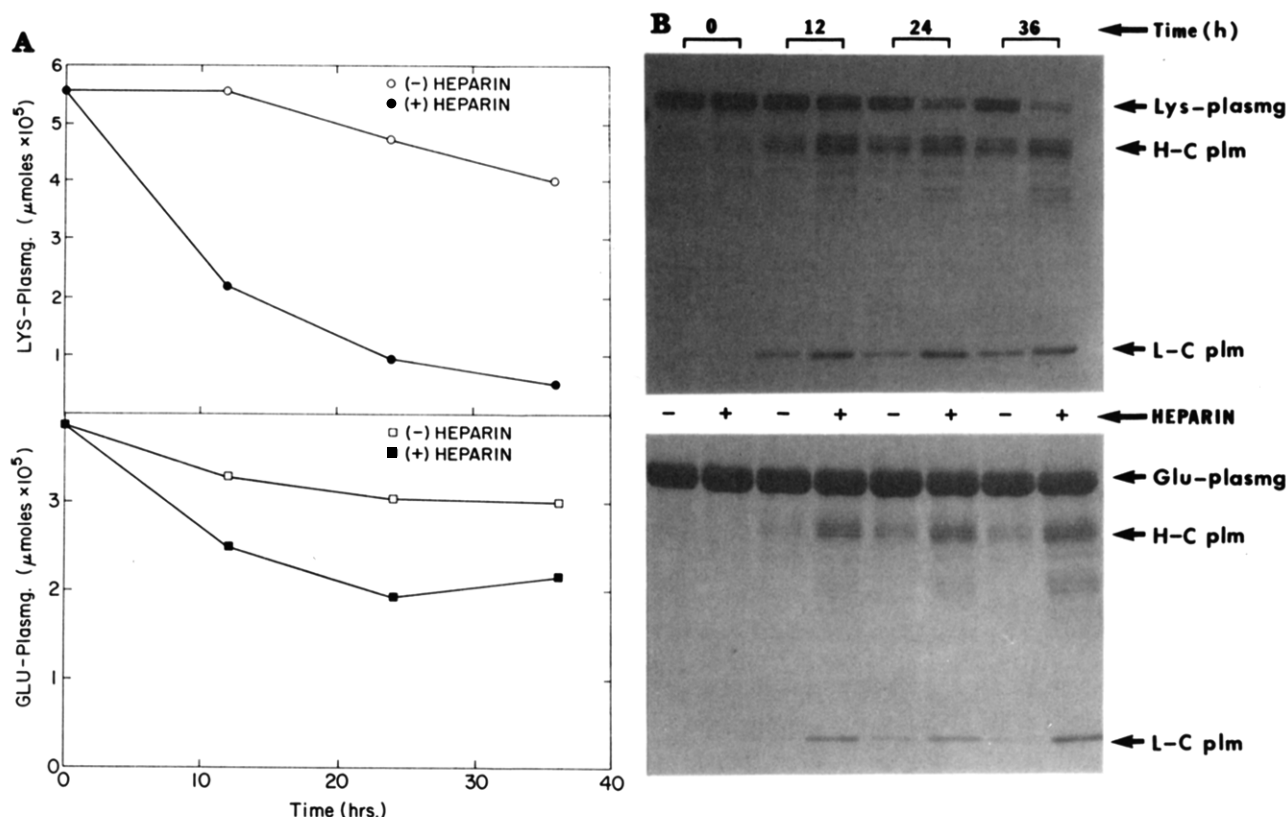 A
LYS-Plasmg. (μmoles ×10⁵)
6
5
4
3
2
1
(-) HEPARIN
(+) HEPARIN
GLU-Plasmg. (μmoles ×10⁵)
3
2
1
0
(-) HEPARIN
(+) HEPARIN
0 10 20 30 40
Time (hrs.)
B
0 12 24 36 Time (h)
Lys-plasmg
H-C plm
L-C plm
- + - + - + - + HEPARIN
Glu-plasmg
H-C plm
L-C plm